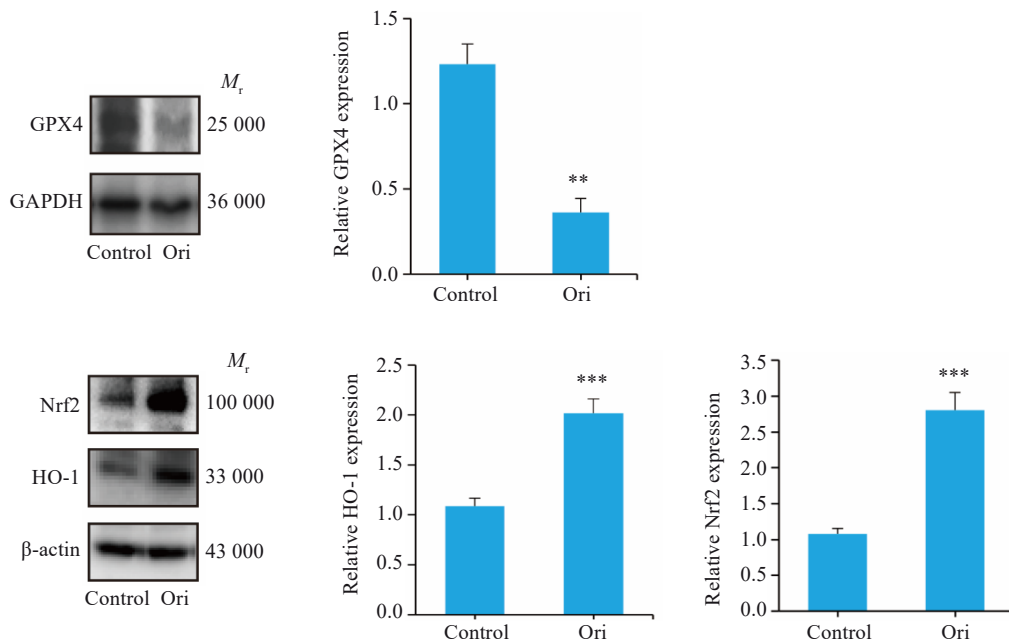 M_r
GPX4
25 000
GAPDH
36 000
Control Ori
Relative GPX4 expression
1.5
1.0
0.5
0.0
**
Control
Ori
M_r
Nrf2
100 000
HO-1
33 000
β-actin
43 000
Control Ori
Relative HO-1 expression
2.5
2.0
1.5
1.0
0.5
0.0
***
Control
Ori
Relative Nrf2 expression
3.5
3.0
2.5
2.0
1.5
1.0
0.5
0.0
***
Control
Ori